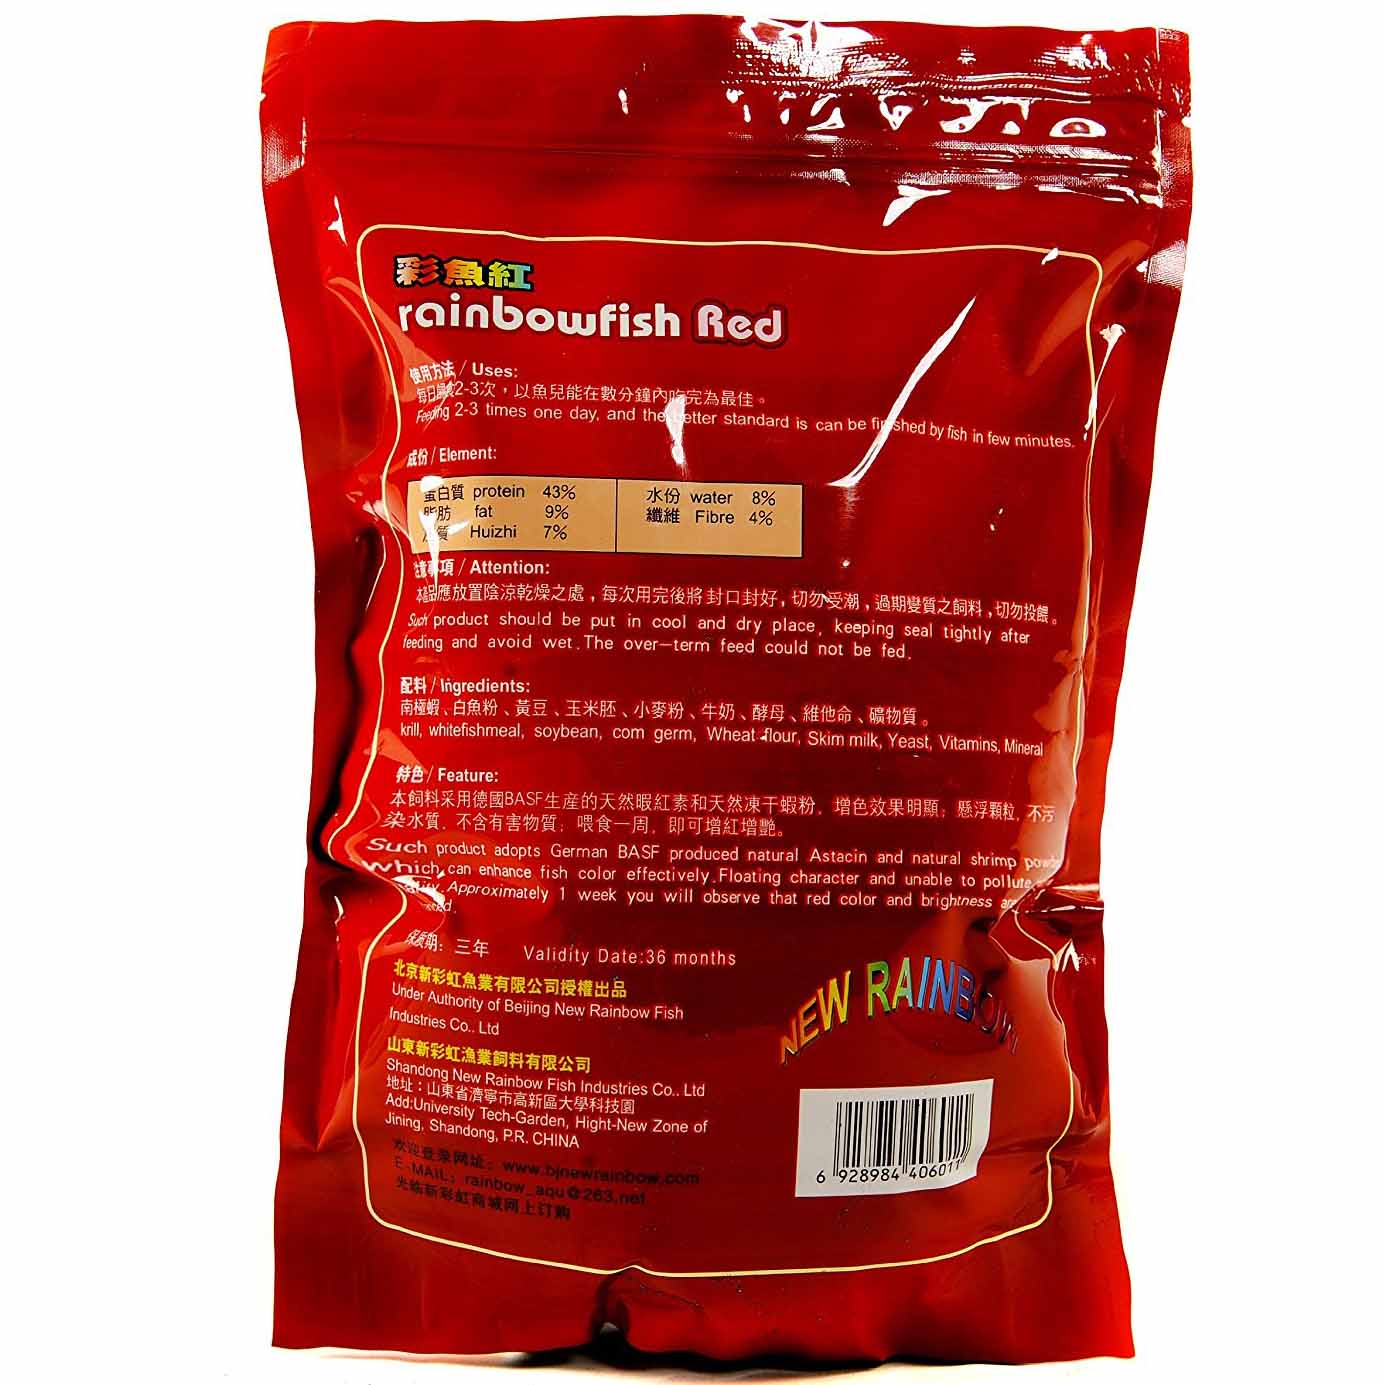 彩魚紅
rainbowfish Red
使用方法 / Uses:
每日餵食2-3次，以魚兒能在數分鐘內吃完為最佳。
Feeding 2-3 times one day, and the better standard is can be finished by fish in few minutes.
成份 / Element:
蛋白質 protein 43% 水份 water 8%
脂肪 fat 9% 纖維 Fibre 4%
質 Huizhi 7%
注意事項 / Attention:
本產品應放置陰涼乾燥之處，每次用完後將封口封好，切勿受潮，過期變質之飼料，切勿投餵。
Such product should be put in cool and dry place, keeping seal tightly after
feeding and avoid wet.The over-term feed could not be fed.
配料 / Ingredients:
南極蝦、白魚粉、黃豆、玉米胚、小麥粉、牛奶、酵母、維他命、礦物質。
krill, whitefishmeal, soybean, corn germ, Wheat flour, Skim milk, Yeast, Vitamins, Mineral
特色 / Feature:
本飼料采用德國BASF生産的天然暇紅素和天然凍干蝦粉，增色效果明顯；懸浮顆粒，不污
染水質，不含有害物質；喂食一周，即可增紅增艷。
Such product adopts German BASF produced natural Astacin and natural shrimp
which can enhance fish color effectively.Floating character and unable to pollute
Approximately 1 week you will observe that red color and brightness
保質期：三年 Validity Date:36 months
北京新彩虹魚業有限公司授權出品
Under Authority of Beijing New Rainbow Fish
Industries Co.. Ltd
山東新彩虹漁業飼料有限公司
Shandong New Rainbow Fish Industries Co.. Ltd
地址：山東省濟寧市高新區大學科技園
Add:University Tech-Garden, Hight-New Zone of
Jining, Shandong, P.R. CHINA
欢迎登录网址：www.bjnewrainbow.com
E-MAIL：rainbow_aqu@263.net
光临新彩虹商城网上订购
NEW RAINBOW
6 928984 406011